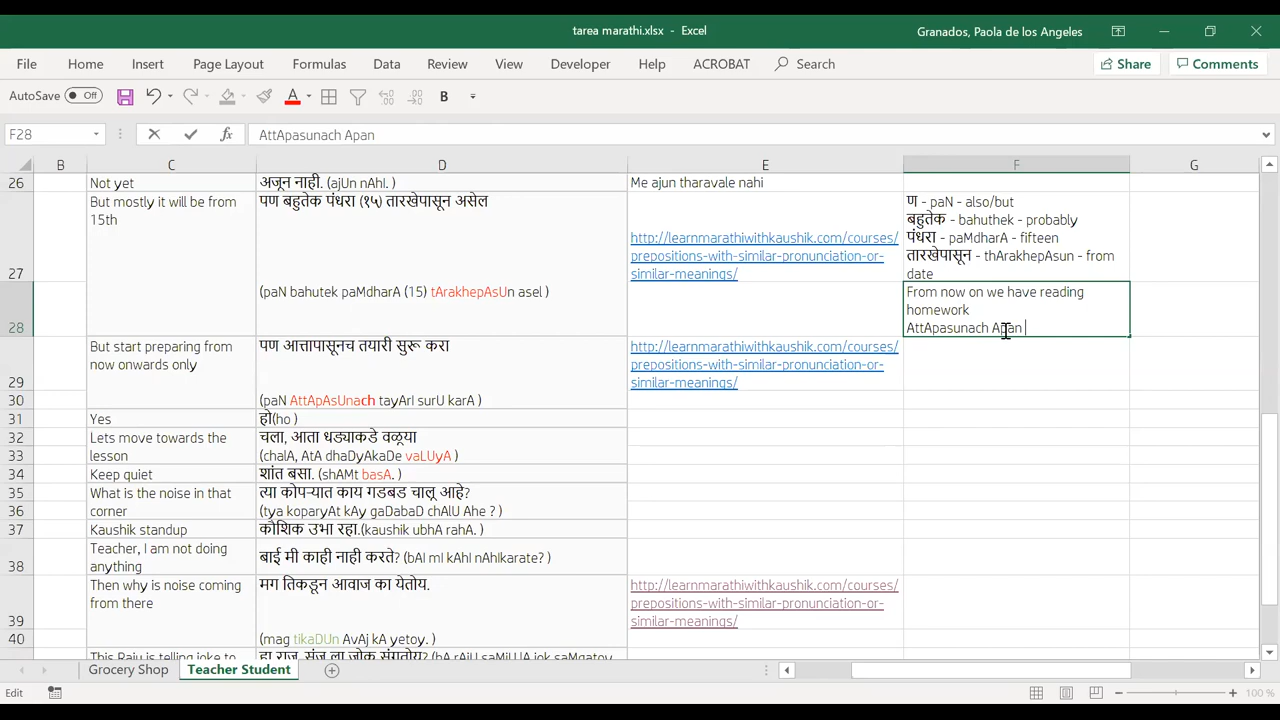 tarea marathi.xlsx - Excel
Granados, Paola de los Angeles
File Home Insert Page Layout Formulas Data Review View Developer Help ACROBAT Search Share Comments
AutoSave Off
F28 AttApasunach Apan
B C D E F G
26 Not yet अजून नाही. (ajUn nAhI. ) Me ajun tharavale nahi
But mostly it will be from
15th
पण बहुतेक पंधरा (१५) तारखेपासून असेल
(paN bahutek paMdharA (15) tArakhepAsUn asel )
http://learnmarathiwithkaushik.com/courses/
prepositions-with-similar-pronunciation-or-
similar-meanings/
ण - paN - also/but
बहुतेक - bahuthek - probably
पंधरा - paMdharA - fifteen
तारखेपासून - thArakhepAsun - from
date
27
From now on we have reading
homework
AttApasunach Apan
28
But start preparing from
now onwards only
पण आत्तापासूनच तयारी सुरू करा
(paN AttApAsUnach tayArI surU karA )
http://learnmarathiwithkaushik.com/courses/
prepositions-with-similar-pronunciation-or-
similar-meanings/
29
30
31 Yes हो(ho )
32 Lets move towards the चला, आता धड्याकडे वळूया
33 lesson (chalA, AtA dhaDyAkaDe vaLUyA )
34 Keep quiet शांत बसा. (shAMt basA. )
35 What is the noise in that त्या कोपऱ्यात काय गडबड चालू आहे?
36 corner (tya koparyAt kAy gaDabaD chAlU Ahe ? )
37 Kaushik standup कौशिक उभा रहा.(kaushik ubhA rahA. )
Teacher, I am not doing
anything
38 बाई मी काही नाही करते? (bAI mI kAhI nAhIkarate? )
Then why is noise coming
from there
मग तिकडून आवाज का येतोय.
(mag tikaDUn AvAj kA yetoy. )
http://learnmarathiwithkaushik.com/courses/
prepositions-with-similar-pronunciation-or-
similar-meanings/
39
40
This Raju is telling joke to
Grocery Shop Teacher Student
Edit 100 %